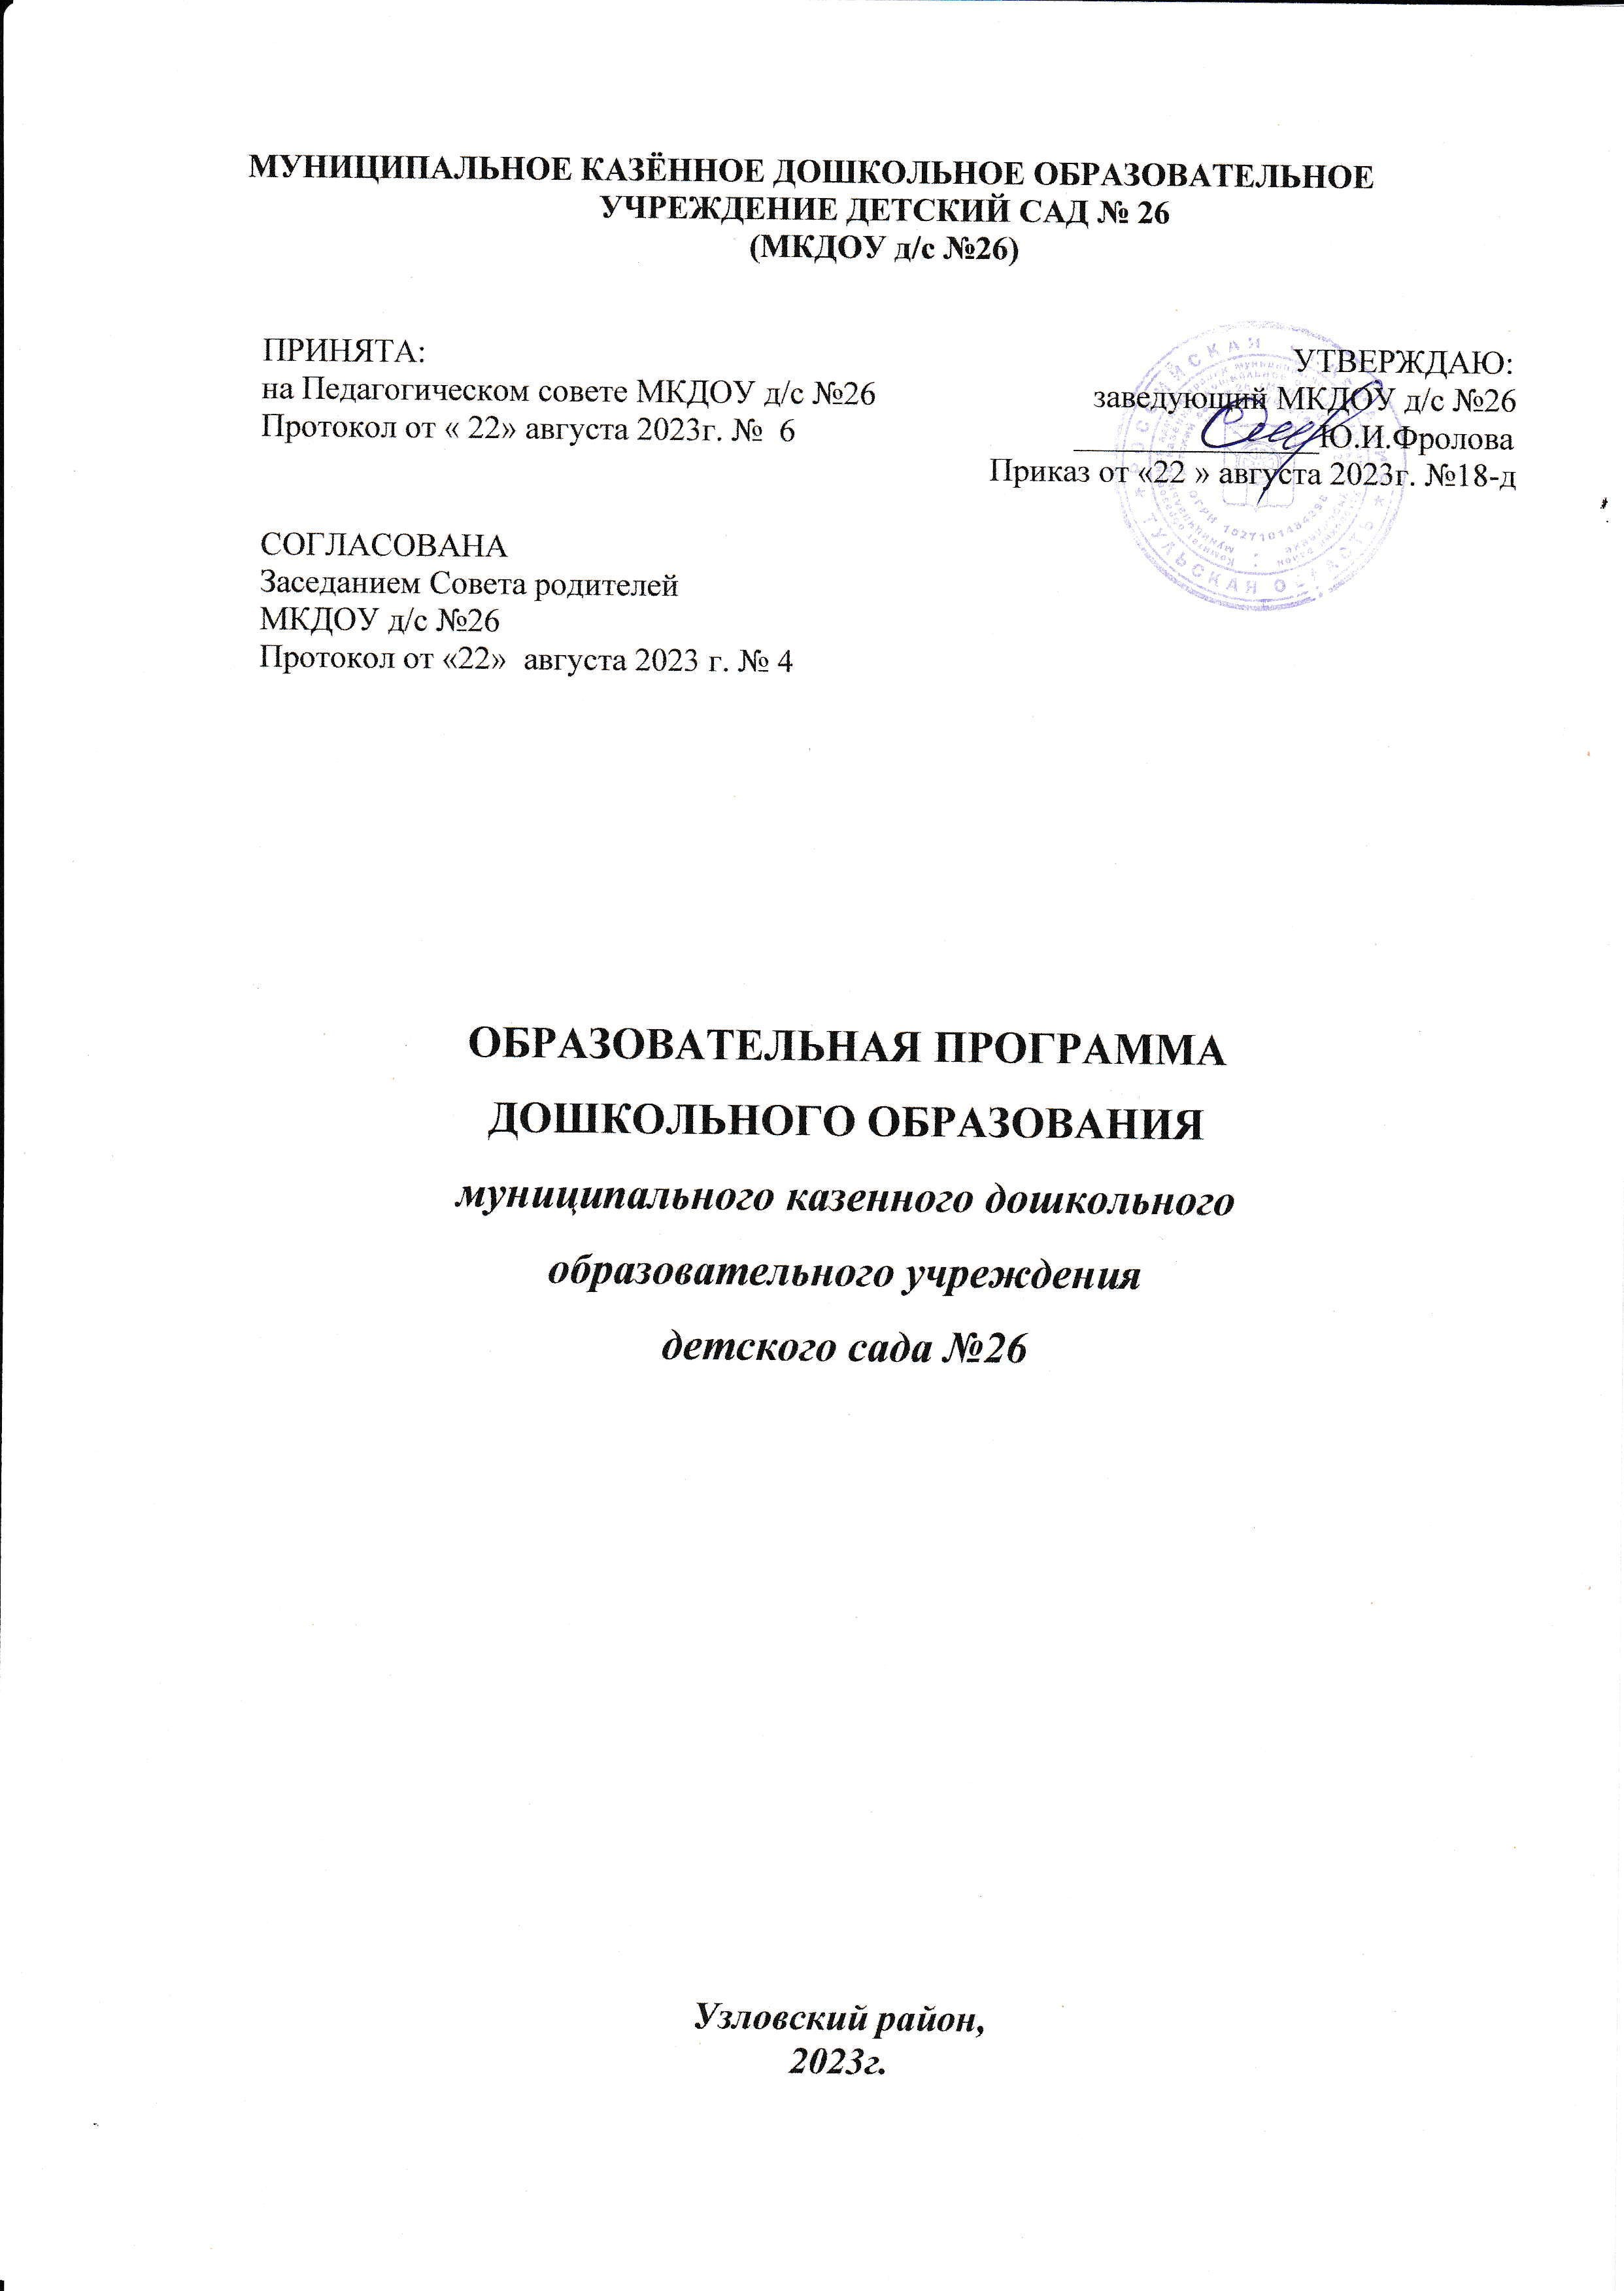 МУНИЦИПАЛЬНОЕ КАЗЁННОЕ ДОШКОЛЬНОЕ ОБРАЗОВАТЕЛЬНОЕ
УЧРЕЖДЕНИЕ ДЕТСКИЙ САД № 26
(МКДОУ д/с №26)
ПРИНЯТА:
на Педагогическом совете МКДОУ д/с №26
Протокол от « 22» августа 2023г. №  6
УТВЕРЖДАЮ:
заведующий МКДОУ д/с №26
_______________Ю.И.Фролова
Приказ от «22 » августа 2023г. №18-д
ТУЛЬСКАЯ ОБЛАСТЬ
СОГЛАСОВАНА
Заседанием Совета родителей
МКДОУ д/с №26
Протокол от «22»  августа 2023 г. № 4
ОБРАЗОВАТЕЛЬНАЯ ПРОГРАММА
ДОШКОЛЬНОГО ОБРАЗОВАНИЯ
муниципального казенного дошкольного
образовательного учреждения
детского сада №26
Узловский район,
2023г.